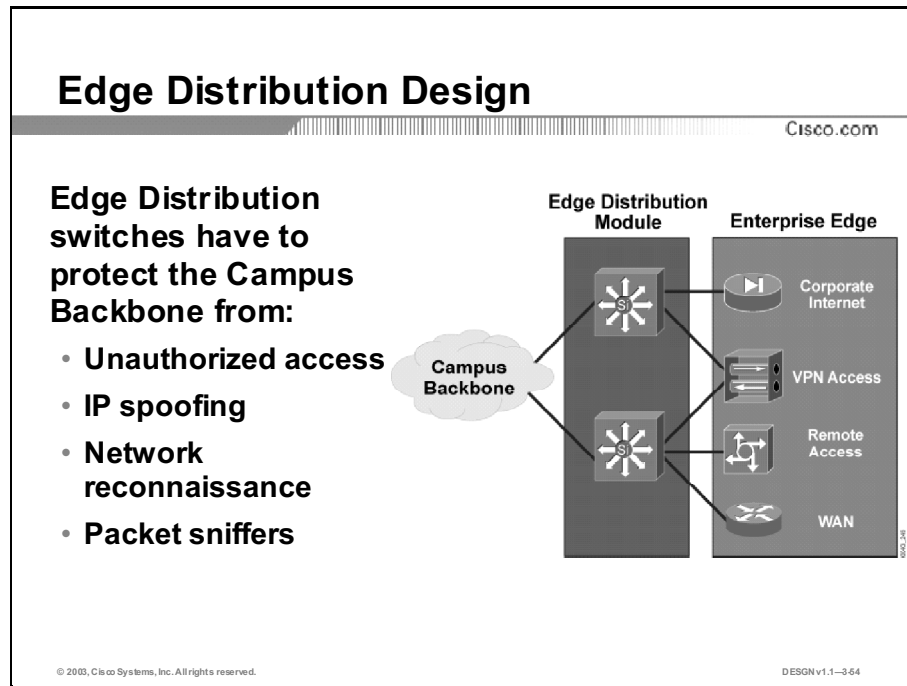 Edge Distribution Design
Cisco.com
Edge Distribution
switches have to
protect the Campus
Backbone from:
• Unauthorized access
• IP spoofing
• Network
reconnaissance
• Packet sniffers
Edge Distribution
Module
Enterprise Edge
Campus
Backbone
Si
Si
Corporate
Internet
VPN Access
Remote
Access
WAN
© 2003, Cisco Systems, Inc. All rights reserved.
DESGN v1.1—3-54